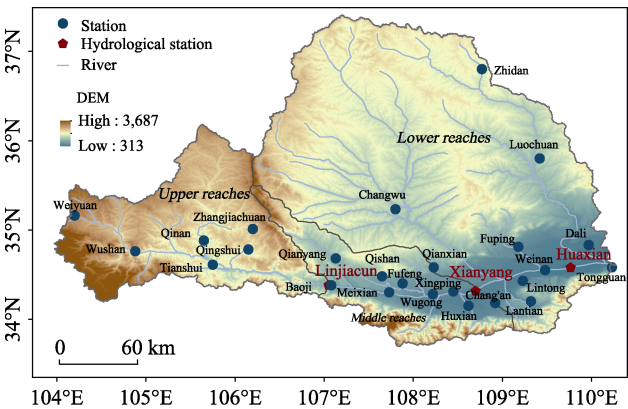 Station
Hydrological station
River
DEM
High : 3,687
Low : 313
37°N
36°N
35°N
34°N
Zhidan
Lower reaches
Luochuan
Upper reaches
Changwu
Weiyuan
Zhangjiachuan
Qinan
Wushan
Qingshui
Tianshui
Fuping
Dali
Qianyang
Qishan
Qianxian
Weinan
Huaxian
Linjiacun
Fufeng
Xianyang
Tongguan
Baoji
Meixian
Xingping
Chang'an
Lintong
Wugong
Lantian
Middle reaches
Huxian
0 60 km
104°E 105°E 106°E 107°E 108°E 109°E 110°E